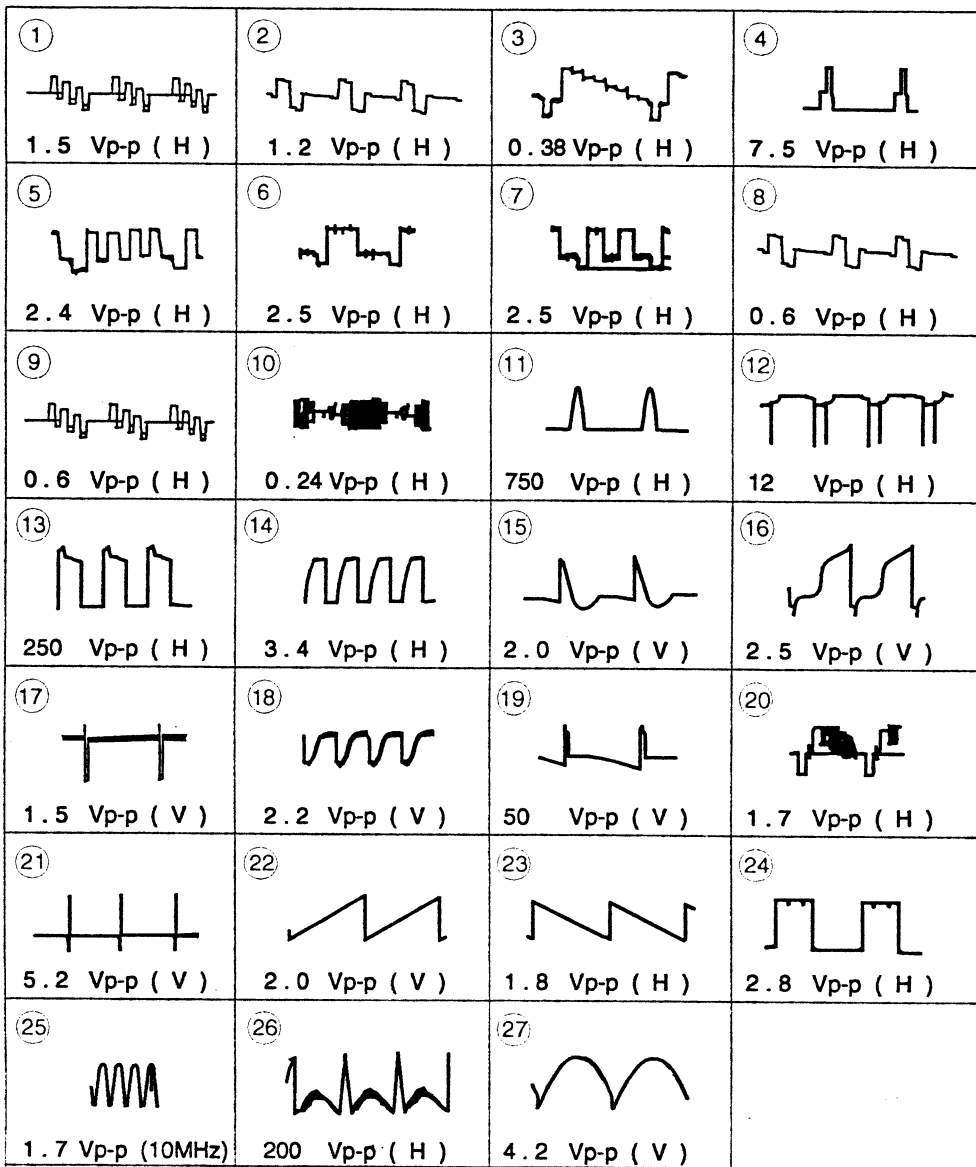 ① ② ③ ④
1.5 Vp-p ( H ) 1.2 Vp-p ( H ) 0.38 Vp-p ( H ) 7.5 Vp-p ( H )
⑤ ⑥ ⑦ ⑧
2.4 Vp-p ( H ) 2.5 Vp-p ( H ) 2.5 Vp-p ( H ) 0.6 Vp-p ( H )
⑨ ⑩ ⑪ ⑫
0.6 Vp-p ( H ) 0.24 Vp-p ( H ) 750 Vp-p ( H ) 12 Vp-p ( H )
⑬ ⑭ ⑮ ⑯
250 Vp-p ( H ) 3.4 Vp-p ( H ) 2.0 Vp-p ( V ) 2.5 Vp-p ( V )
⑰ ⑱ ⑲ ⑳
1.5 Vp-p ( V ) 2.2 Vp-p ( V ) 50 Vp-p ( V ) 1.7 Vp-p ( H )
㉑ ㉒ ㉓ ㉔
5.2 Vp-p ( V ) 2.0 Vp-p ( V ) 1.8 Vp-p ( H ) 2.8 Vp-p ( H )
㉕ ㉖ ㉗
1.7 Vp-p (10MHz) 200 Vp-p ( H ) 4.2 Vp-p ( V )